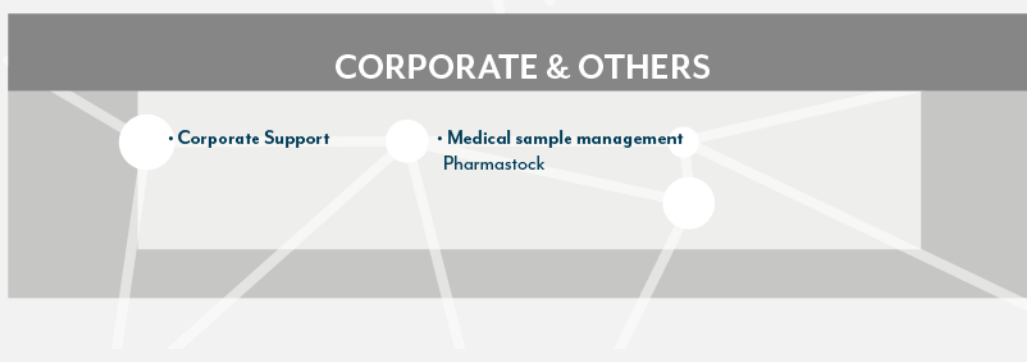 CORPORATE & OTHERS
• Corporate Support
• Medical sample management
Pharmastock